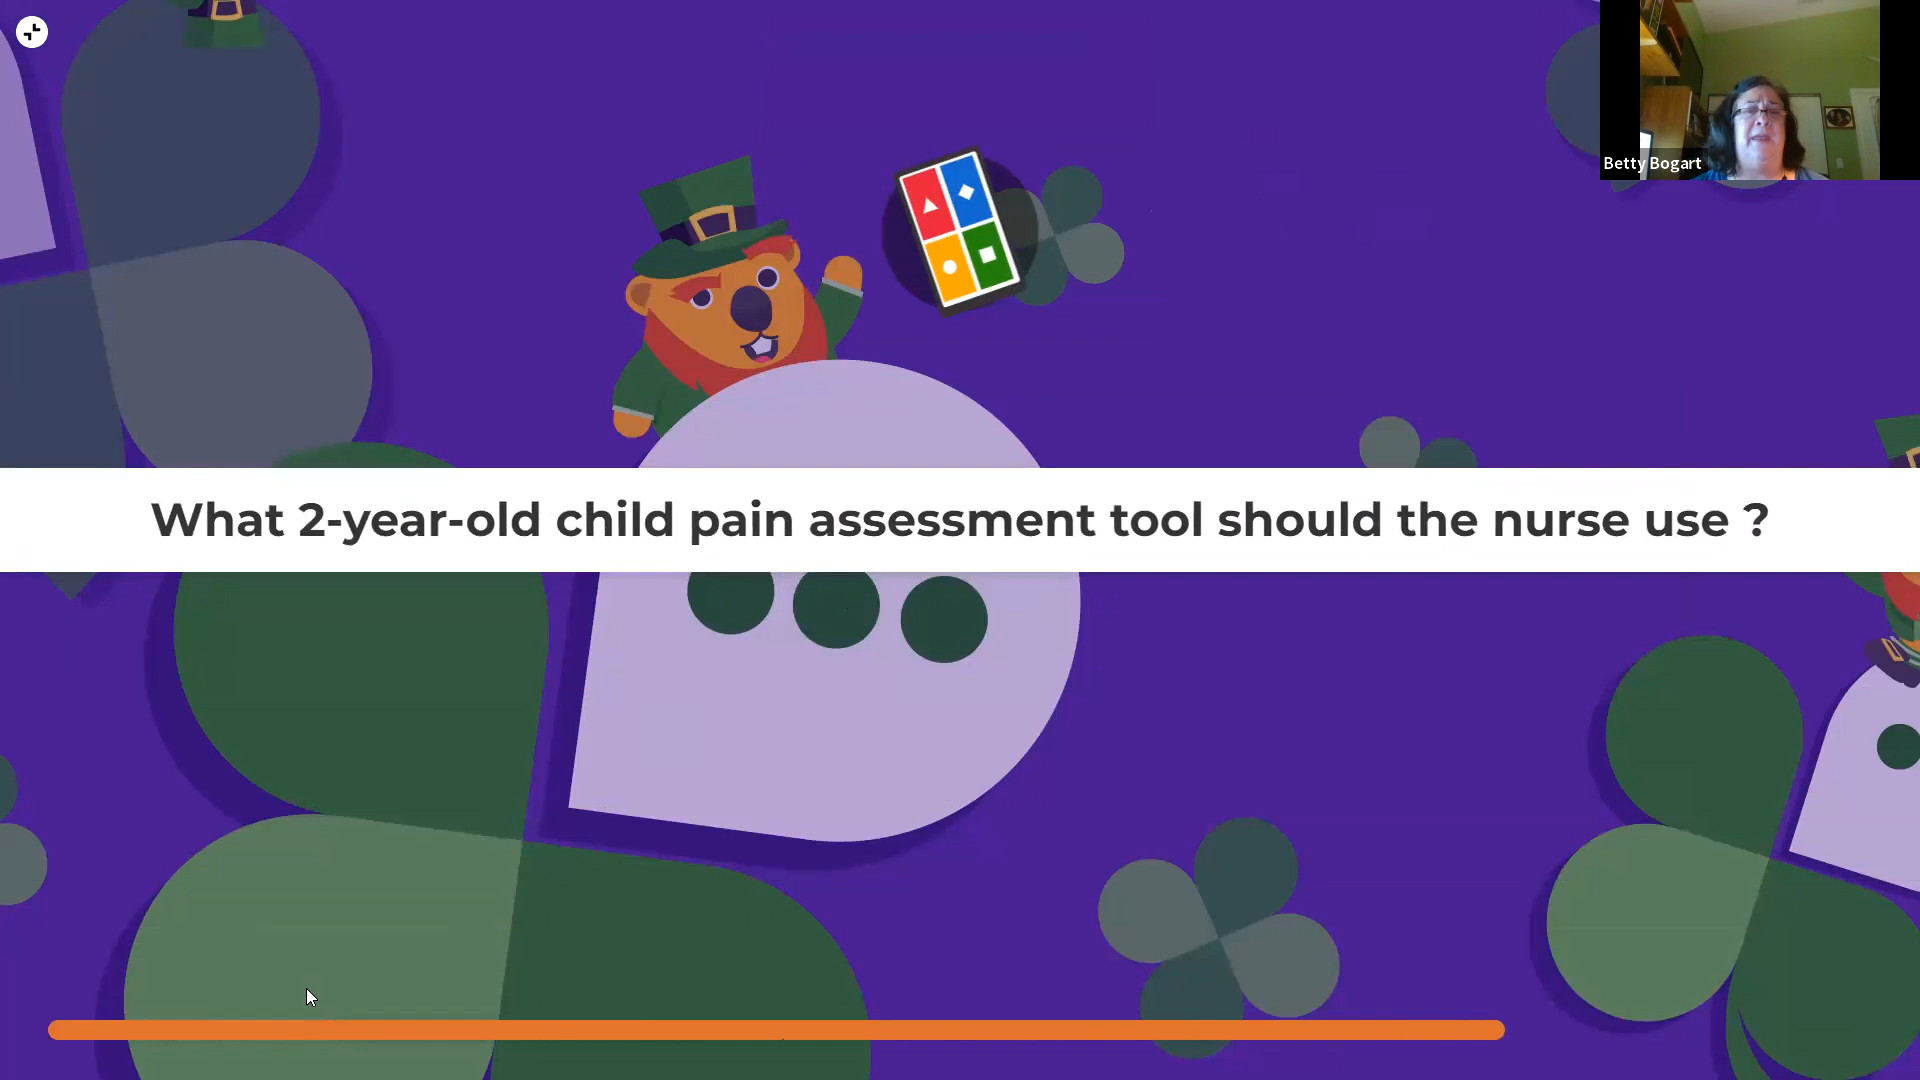 Betty Bogart
What 2-year-old child pain assessment tool should the nurse use ?